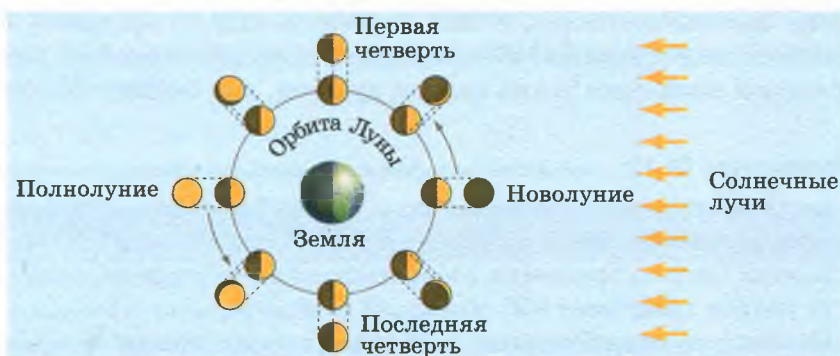 Первая
четверть
Орбита Луны
Полнолуние
Новолуние
Солнечные
лучи
Земля
Последняя
четверть